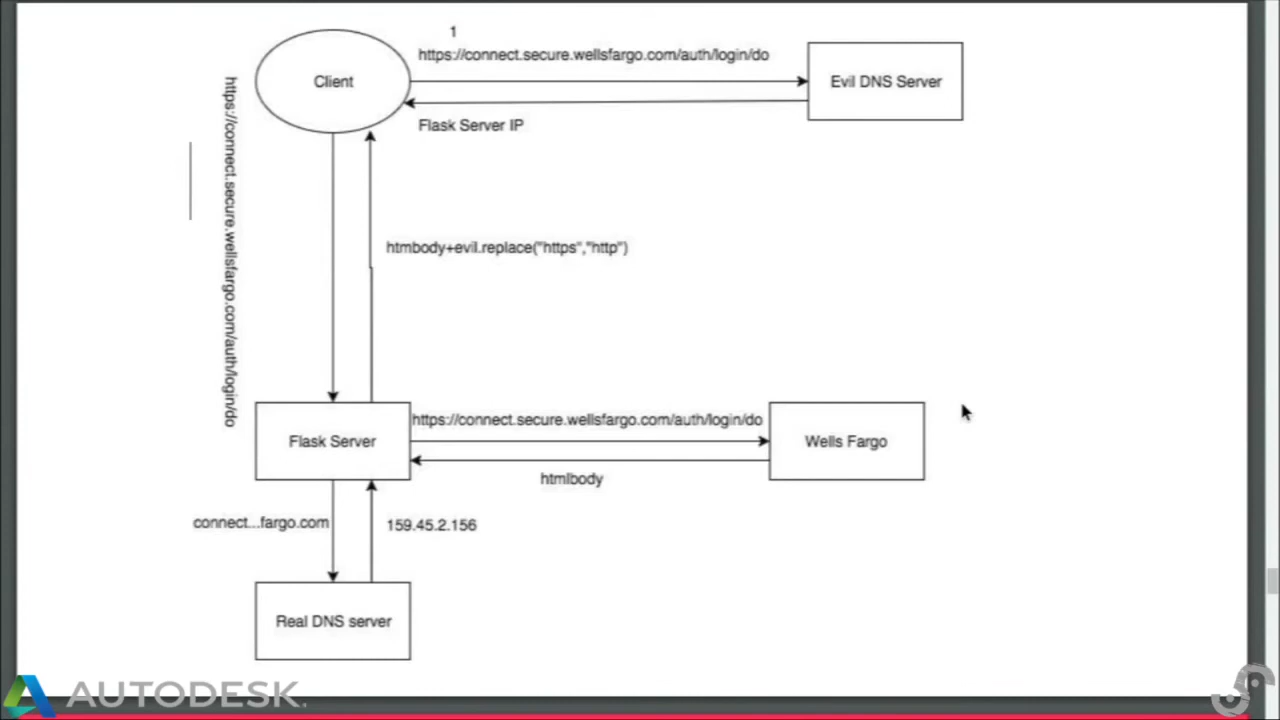 1
https://connect.secure.wellsfargo.com/auth/login/do
Client
Evil DNS Server
Flask Server IP
https://connect.secure.wellsfargo.com/auth/login/do
htmbody+evil.replace("https","http")
https://connect.secure.wellsfargo.com/auth/login/do
Flask Server
Wells Fargo
htmlbody
connect...fargo.com
159.45.2.156
Real DNS server
AUTODESK.